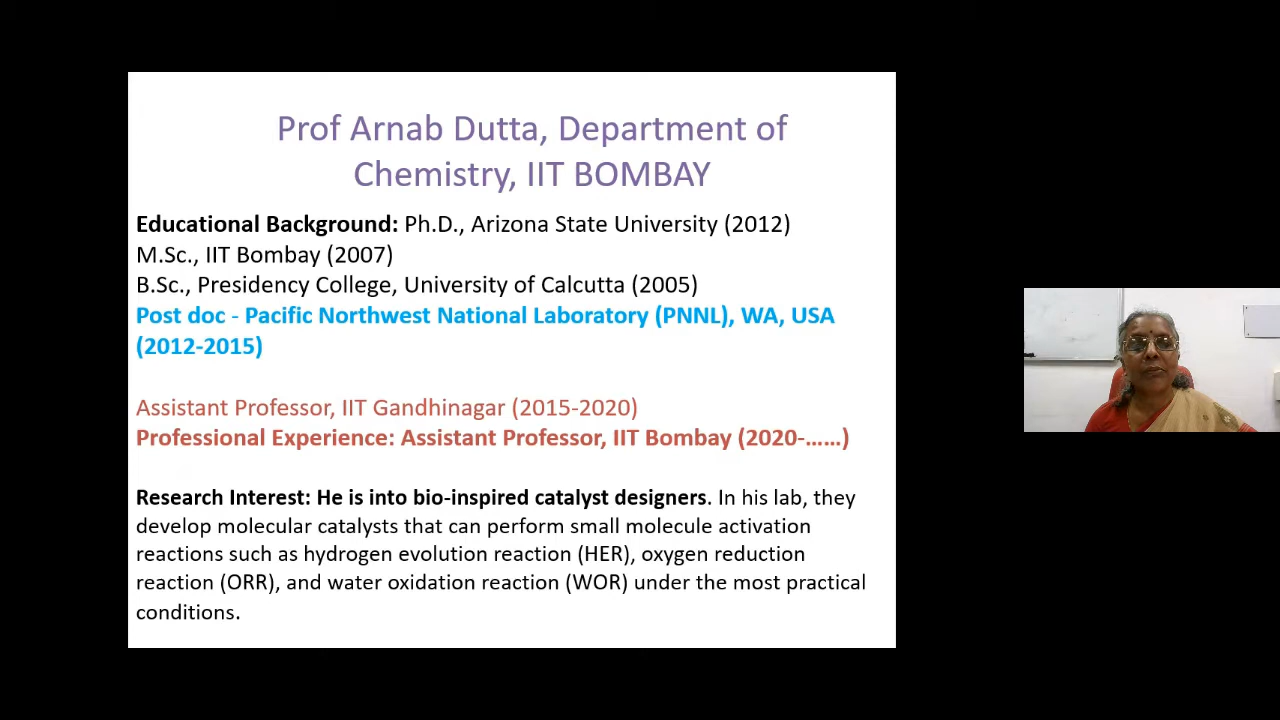 Prof Arnab Dutta, Department of
Chemistry, IIT BOMBAY
Educational Background: Ph.D., Arizona State University (2012)
M.Sc., IIT Bombay (2007)
B.Sc., Presidency College, University of Calcutta (2005)
Post doc - Pacific Northwest National Laboratory (PNNL), WA, USA
(2012-2015)
Assistant Professor, IIT Gandhinagar (2015-2020)
Professional Experience: Assistant Professor, IIT Bombay (2020-……)
Research Interest: He is into bio-inspired catalyst designers. In his lab, they
develop molecular catalysts that can perform small molecule activation
reactions such as hydrogen evolution reaction (HER), oxygen reduction
reaction (ORR), and water oxidation reaction (WOR) under the most practical
conditions.